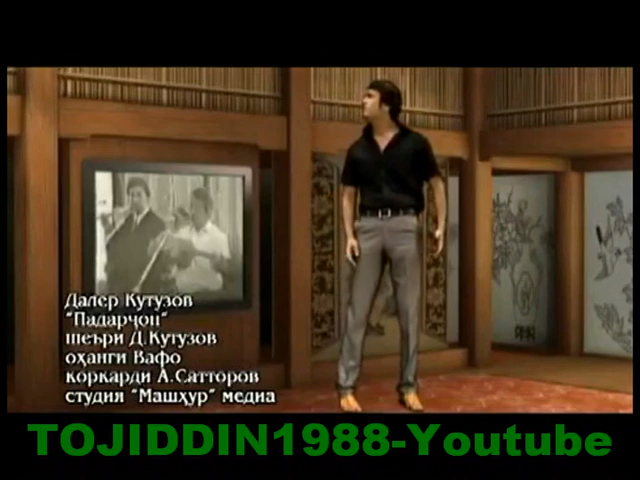 Далер Кутузов
"Падарҷон"
шеъри Д.Кутузов
оҳанги Вафо
коркарди А.Сатторов
студия "Машҳур" медиа
TOJIDDIN1988-Youtube